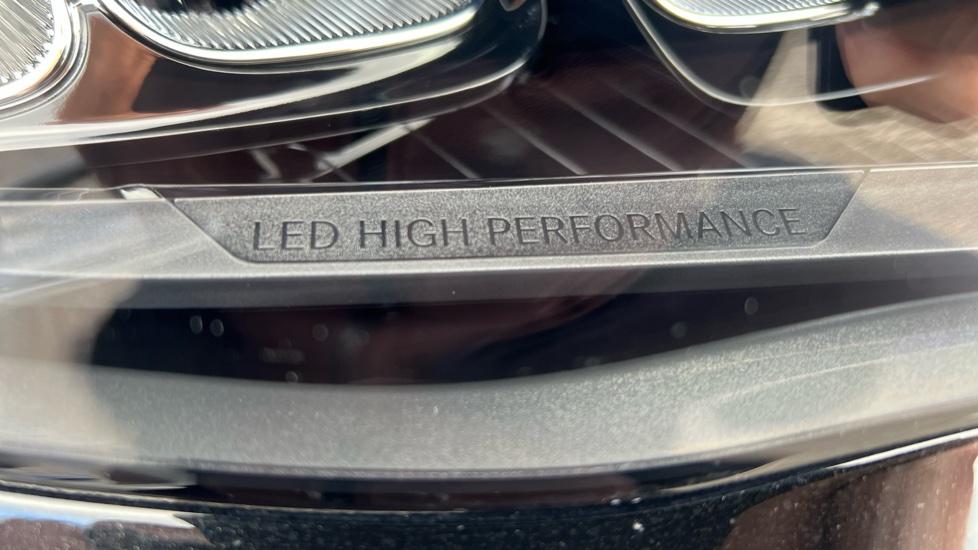 LED HIGH PERFORMANCE